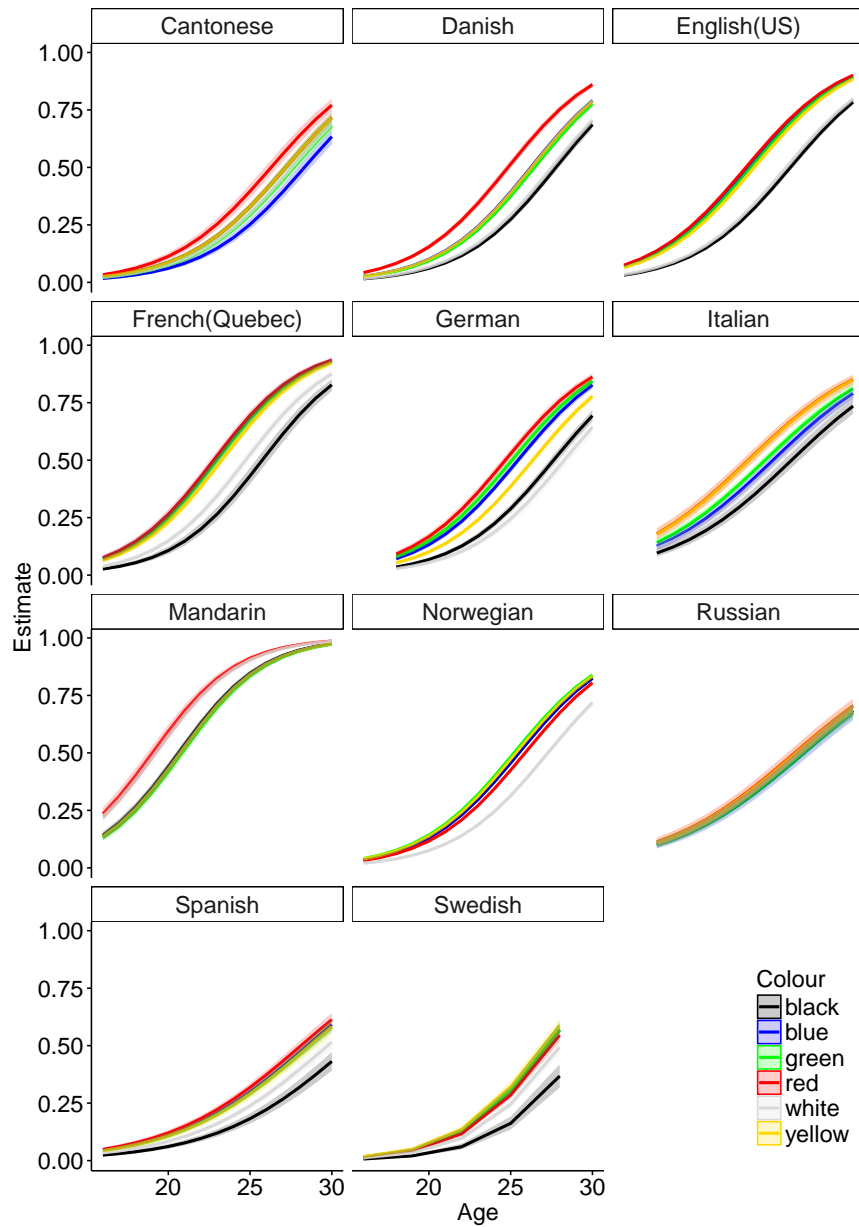 Cantonese Danish English(US)
1.00
0.75
0.50
0.25
0.00
French(Quebec) German Italian
1.00
0.75
0.50
0.25
0.00
Estimate
Mandarin Norwegian Russian
1.00
0.75
0.50
0.25
0.00
Spanish Swedish
1.00
0.75
0.50
0.25
0.00
20 25 30 20 25 30
Age
Colour
black
blue
green
red
white
yellow